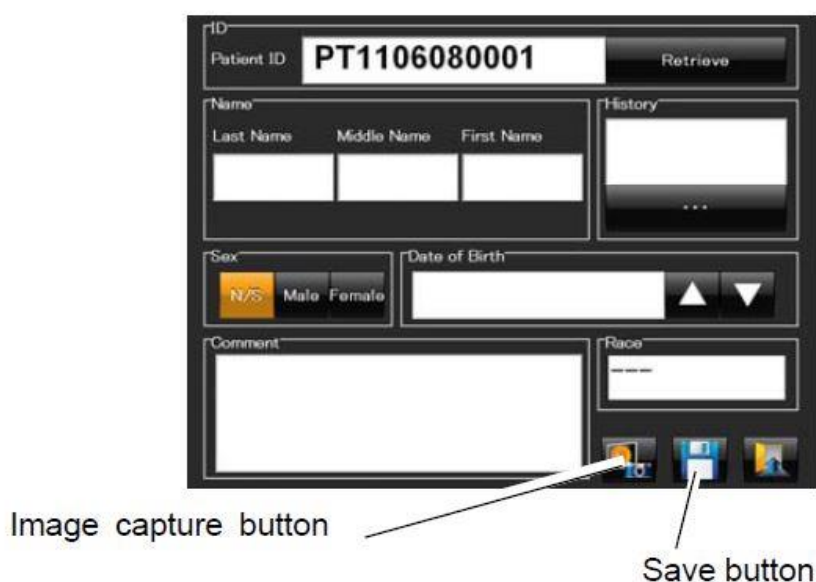 ID
Patient ID PT1106080001 Retrieve
Name
History
Last Name Middle Name First Name
...
Sex
Date of Birth
N/S Male Female
Comment
Race
---
Image capture button
Save button